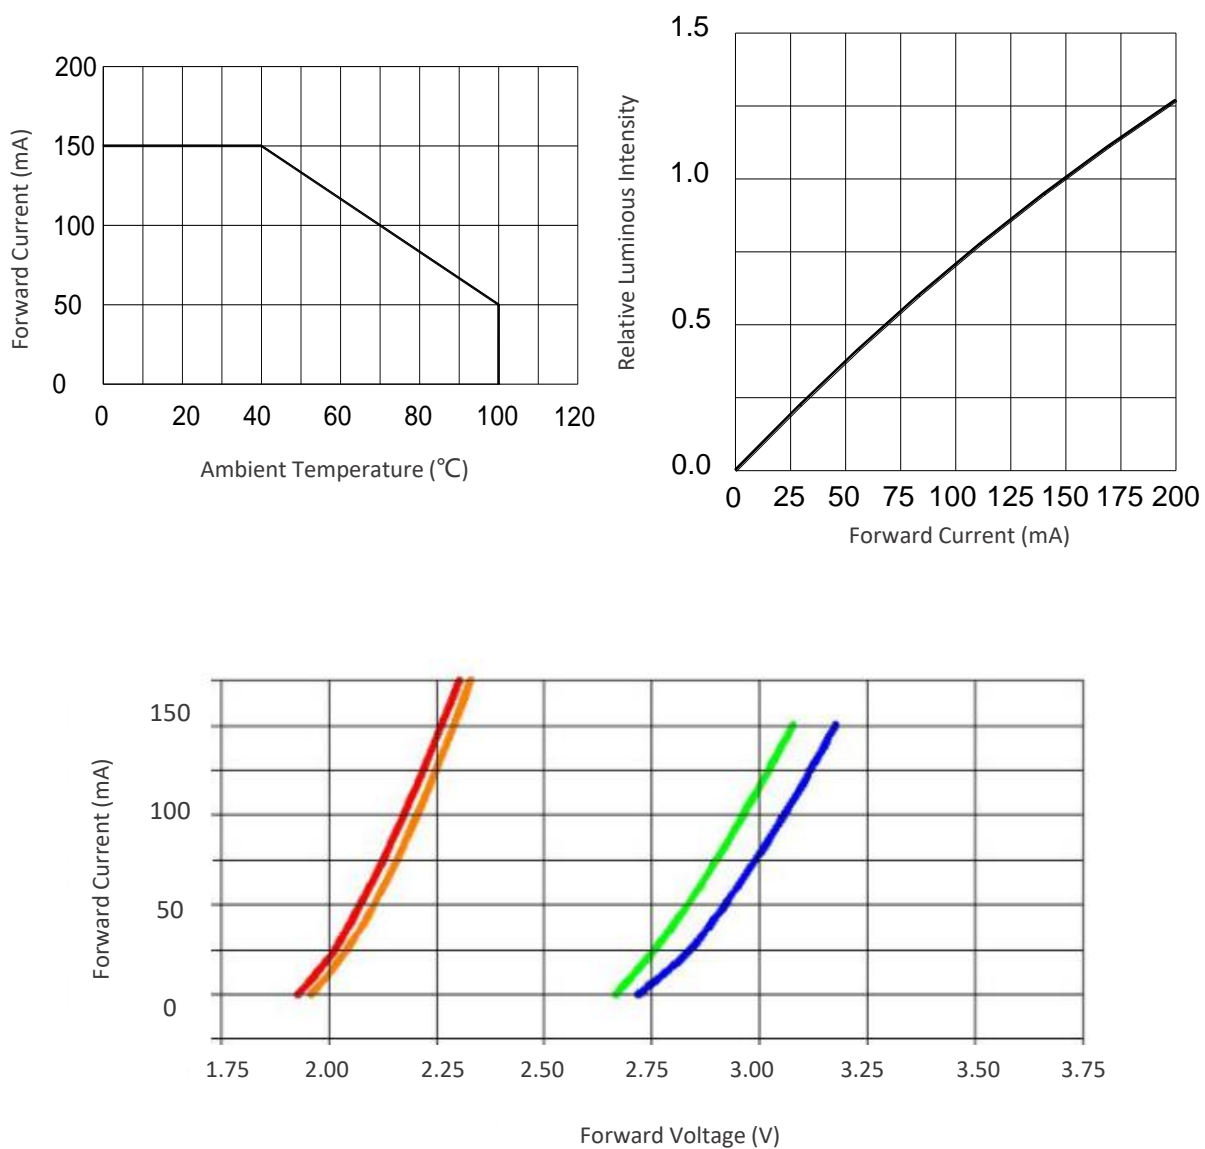 200
150
100
50
0
0 20 40 60 80 100 120
Forward Current (mA)
Ambient Temperature (℃)
1.5
1.0
0.5
0.0
0 25 50 75 100 125 150 175 200
Relative Luminous Intensity
Forward Current (mA)
150
100
50
0
1.75 2.00 2.25 2.50 2.75 3.00 3.25 3.50 3.75
Forward Current (mA)
Forward Voltage (V)